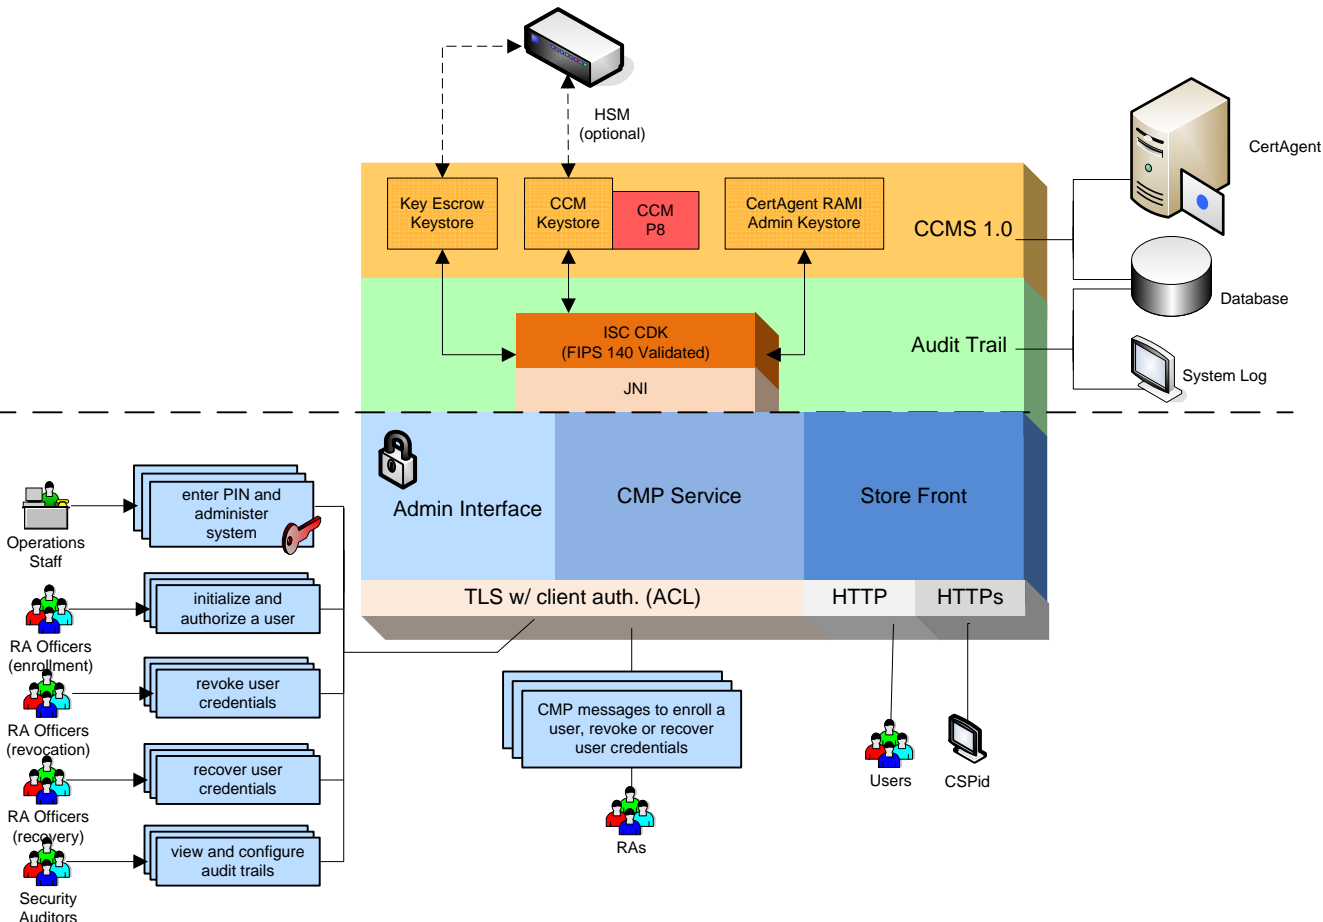 HSM
(optional)
CertAgent
Key Escrow
Keystore
CCM
Keystore
CCM
P8
CertAgent RAMI
Admin Keystore
CCMS 1.0
Database
ISC CDK
(FIPS 140 Validated)
JNI
Audit Trail
System Log
Admin Interface
CMP Service
Store Front
TLS w/ client auth. (ACL)
HTTP
HTTPs
Operations
Staff
enter PIN and
administer
system
RA Officers
(enrollment)
initialize and
authorize a user
RA Officers
(revocation)
revoke user
credentials
RA Officers
(recovery)
recover user
credentials
Security
Auditors
view and configure
audit trails
CMP messages to enroll a
user, revoke or recover
user credentials
RAs
Users
CSPid